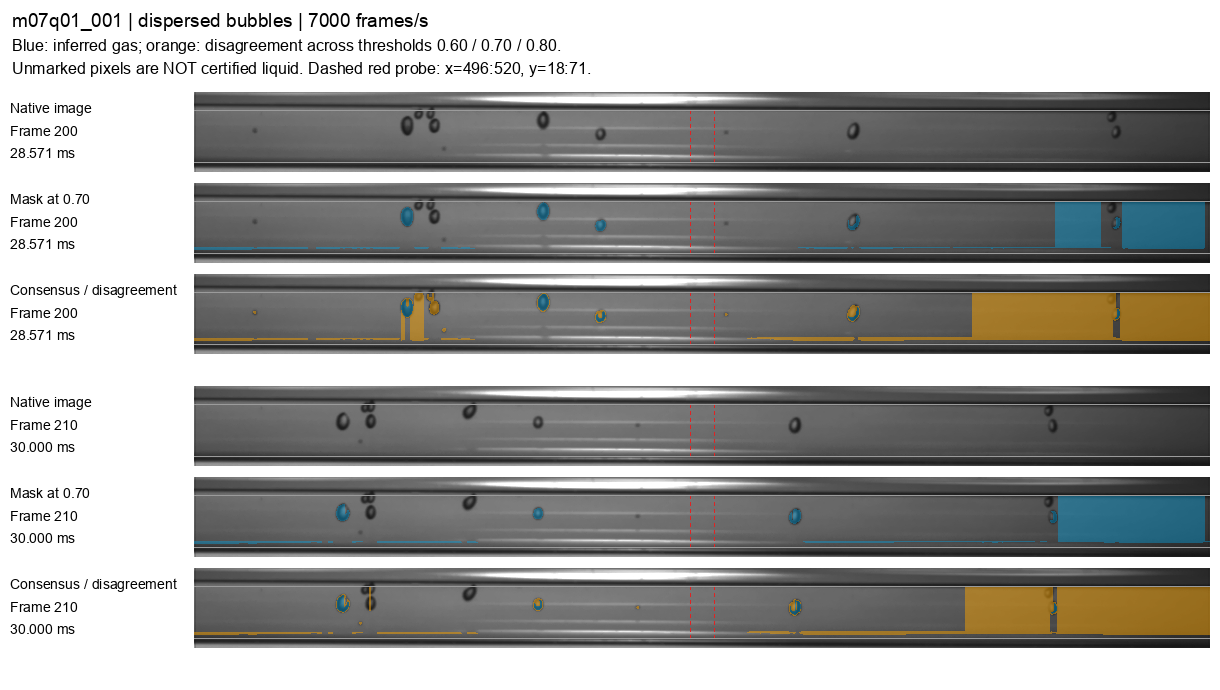 m07q01_001 | dispersed bubbles | 7000 frames/s
Blue: inferred gas; orange: disagreement across thresholds 0.60 / 0.70 / 0.80.
Unmarked pixels are NOT certified liquid. Dashed red probe: x=496:520, y=18:71.
Native image
Frame 200
28.571 ms
Mask at 0.70
Frame 200
28.571 ms
Consensus / disagreement
Frame 200
28.571 ms
Native image
Frame 210
30.000 ms
Mask at 0.70
Frame 210
30.000 ms
Consensus / disagreement
Frame 210
30.000 ms